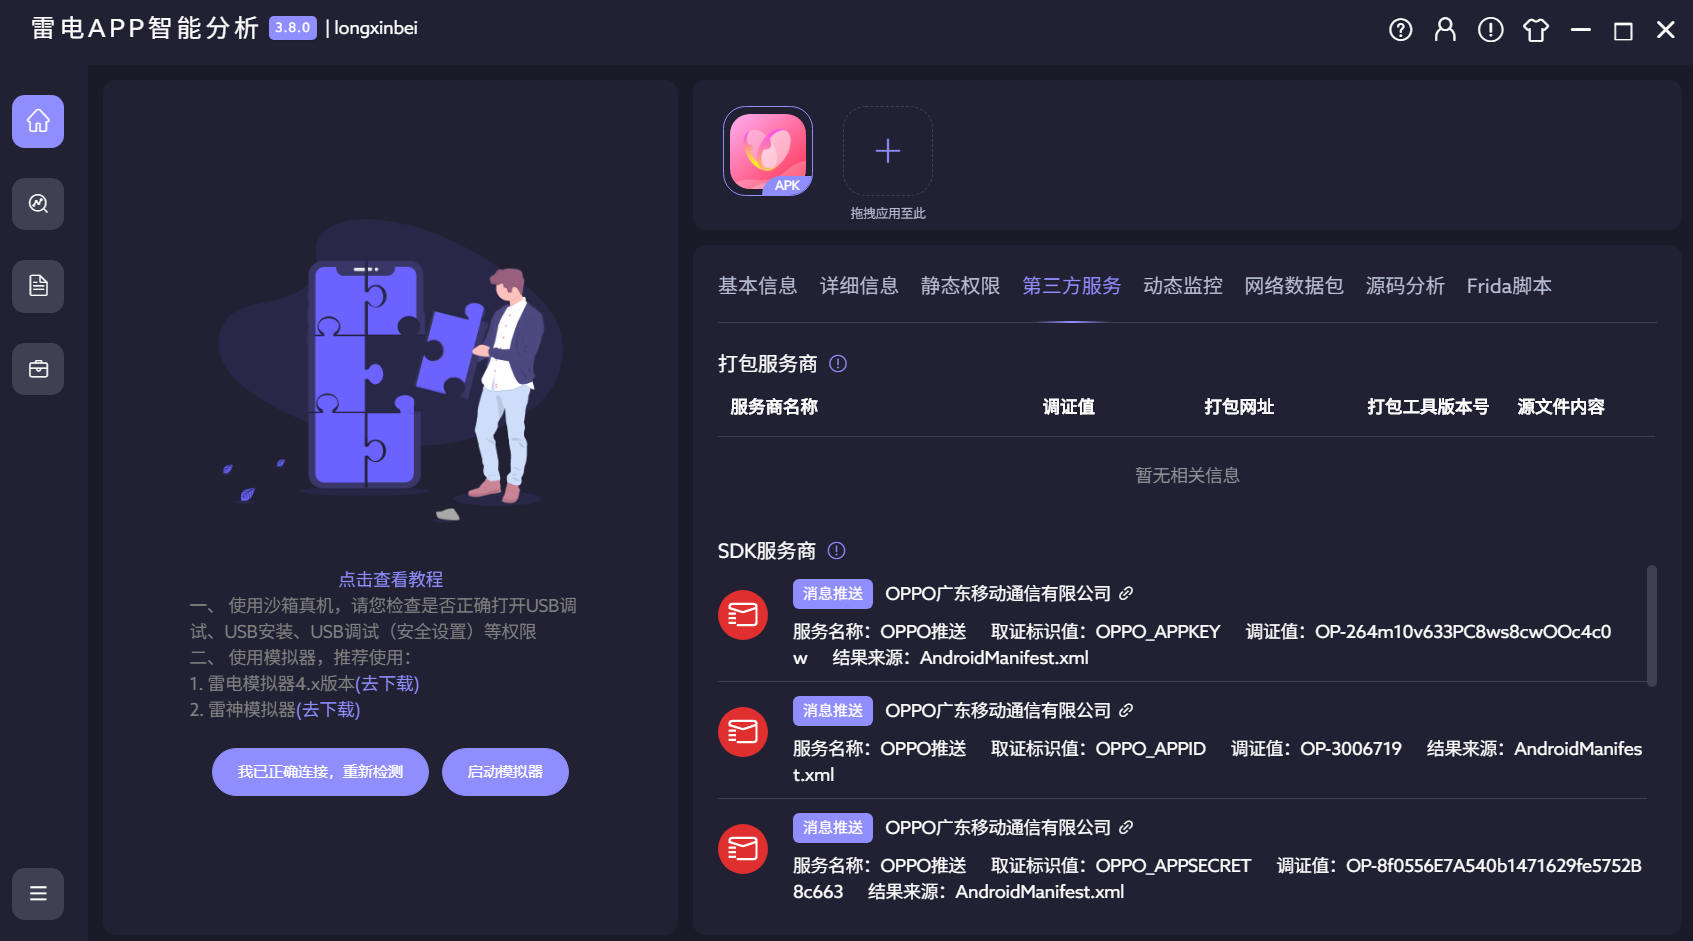 雷电APP智能分析 3.8.0 | longxinbei
APK
拖拽应用至此
点击查看教程
一、 使用沙箱真机，请您检查是否正确打开USB调
试、USB安装、USB调试（安全设置）等权限
二、 使用模拟器，推荐使用：
1. 雷电模拟器4.x版本(去下载)
2. 雷神模拟器(去下载)
我已正确连接，重新检测 启动模拟器
基本信息 详细信息 静态权限 第三方服务 动态监控 网络数据包 源码分析 Frida脚本
打包服务商
服务商名称 调证值 打包网址 打包工具版本号 源文件内容
暂无相关信息
SDK服务商
消息推送 OPPO广东移动通信有限公司
服务名称：OPPO推送 取证标识值：OPPO_APPKEY 调证值：OP-264m10v633PC8ws8cwOOc4c0
w 结果来源：AndroidManifest.xml
消息推送 OPPO广东移动通信有限公司
服务名称：OPPO推送 取证标识值：OPPO_APPID 调证值：OP-3006719 结果来源：AndroidManifes
t.xml
消息推送 OPPO广东移动通信有限公司
服务名称：OPPO推送 取证标识值：OPPO_APPSECRET 调证值：OP-8f0556E7A540b1471629fe5752B
8c663 结果来源：AndroidManifest.xml